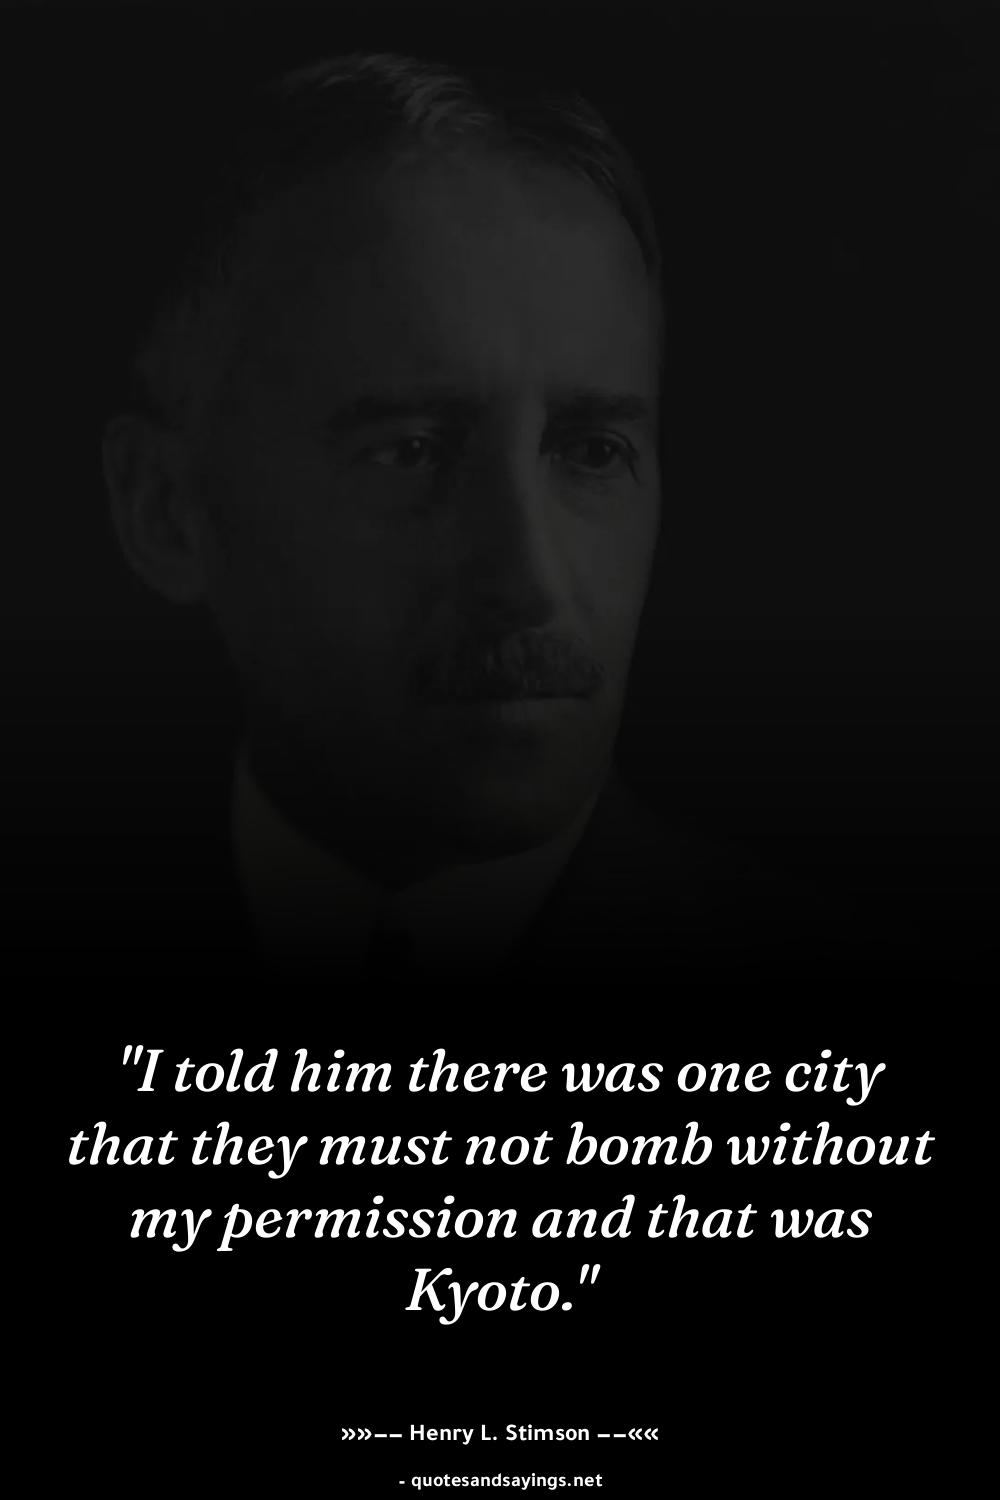 "I told him there was one city
that they must not bomb without
my permission and that was
Kyoto."
»»−− Henry L. Stimson −−««
- quotesandsayings.net